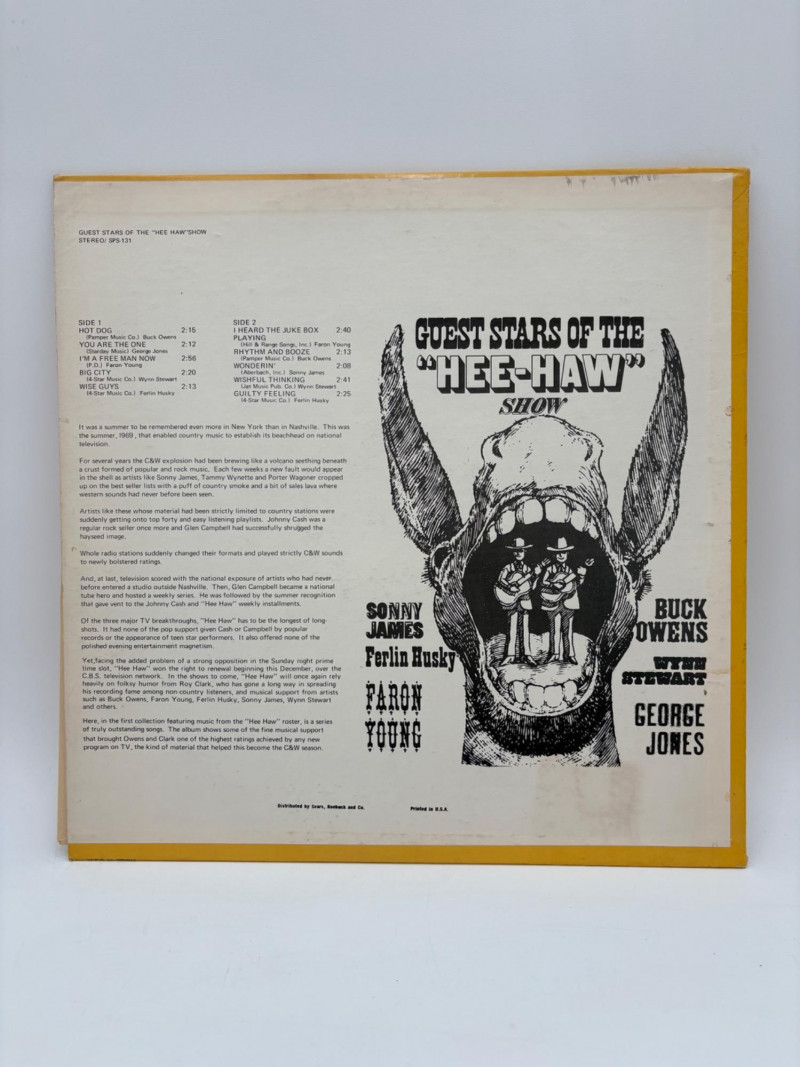 GUEST STARS OF THE "HEE HAW"SHOW
STEREO/ SPS-131
SIDE 1
HOT DOG 2:15
(Pamper Music Co.) Buck Owens
YOU ARE THE ONE 2:12
(Starday Music) George Jones
I'M A FREE MAN NOW 2:56
(P.D.) Faron Young
BIG CITY 2:20
(4-Star Music Co.) Wynn Stewart
WISE GUYS 2:13
(4-Star Music Co.) Ferlin Husky
SIDE 2
I HEARD THE JUKE BOX 2:40
PLAYING
(Hill & Range Songs, Inc.) Faron Young
RHYTHM AND BOOZE 2:13
(Pamper Music Co.) Buck Owens
WONDERIN' 2:08
(Aberbach, Inc.) Sonny James
WISHFUL THINKING 2:41
(Jat Music Pub. Co.) Wynn Stewart
GUILTY FEELING 2:25
(4-Star Music Co.) Ferlin Husky
It was a summer to be remembered even more in New York than in Nashville. This was
the summer, 1969, that enabled country music to establish its beachhead on national
television.
For several years the C&W explosion had been brewing like a volcano seething beneath
a crust formed of popular and rock music. Each few weeks a new fault would appear
in the shell as artists like Sonny James, Tammy Wynette and Porter Wagoner cropped
up on the best seller lists with a puff of country smoke and a bit of sales lava where
western sounds had never before been seen.
Artists like these whose material had been strictly limited to country stations were
suddenly getting onto top forty and easy listening playlists. Johnny Cash was a
regular rock seller once more and Glen Campbell had successfully shrugged the
hayseed image.
Whole radio stations suddenly changed their formats and played strictly C&W sounds
to newly bolstered ratings.
And, at last, television scored with the national exposure of artists who had never
before entered a studio outside Nashville. Then, Glen Campbell became a national
tube hero and hosted a weekly series. He was followed by the summer recognition
that gave vent to the Johnny Cash and "Hee Haw" weekly installments.
Of the three major TV breakthroughs, "Hee Haw" has to be the longest of long-
shots. It had none of the pop support given Cash or Campbell by popular
records or the appearance of teen star performers. It also offered none of the
polished evening entertainment magnetism.
Yet,facing the added problem of a strong opposition in the Sunday night prime
time slot, "Hee Haw" won the right to renewal beginning this December, over the
C.B.S. television network. In the shows to come, "Hee Haw" will once again rely
heavily on folksy humor from Roy Clark, who has gone a long way in spreading
his recording fame among non-country listeners, and musical support from artists
such as Buck Owens, Faron Young, Ferlin Husky, Sonny James, Wynn Stewart
and others.
Here, in the first collection featuring music from the "Hee Haw" roster, is a series
of truly outstanding songs. The album shows some of the fine musical support
that brought Owens and Clark one of the highest ratings achieved by any new
program on TV, the kind of material that helped this become the C&W season.
GUEST STARS OF THE
"HEE-HAW"
SHOW
SONNY
JAMES
Ferlin Husky
FARON
YOUNG
BUCK
OWENS
WYNN
STEWART
GEORGE
JONES
Distributed by Sears, Roebuck and Co.
Printed in U.S.A.